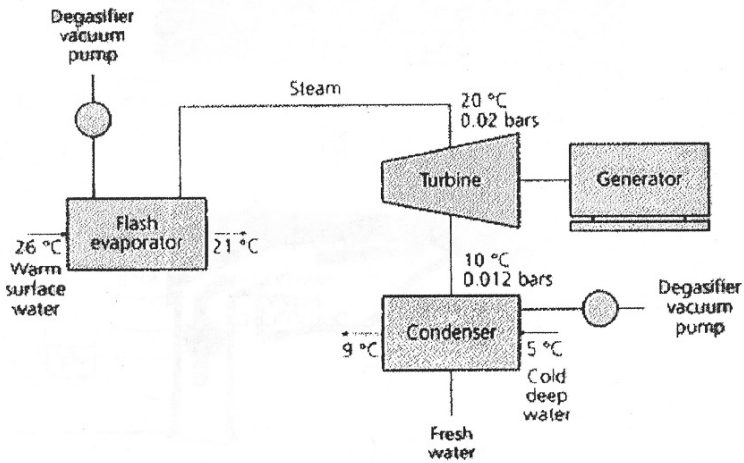 Degasifier
vacuum
pump
Steam
20 °C
0.02 bars
Turbine
Generator
Flash
evaporator
26 °C
21 °C
Warm
surface
water
10 °C
0.012 bars
Degasifier
vacuum
pump
Condenser
9 °C
5 °C
Cold
deep
water
Fresh
water